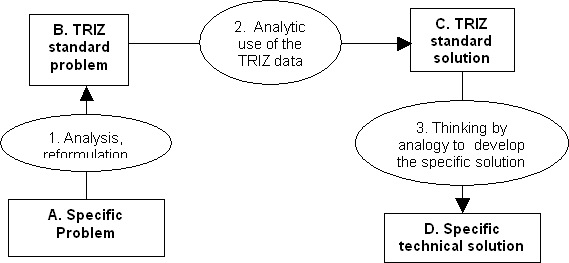 B. TRIZ
standard
problem
2. Analytic
use of the
TRIZ data
C. TRIZ
standard
solution
1. Analysis,
reformulation
3. Thinking by
analogy to develop
the specific solution
A. Specific
Problem
D. Specific
technical solution